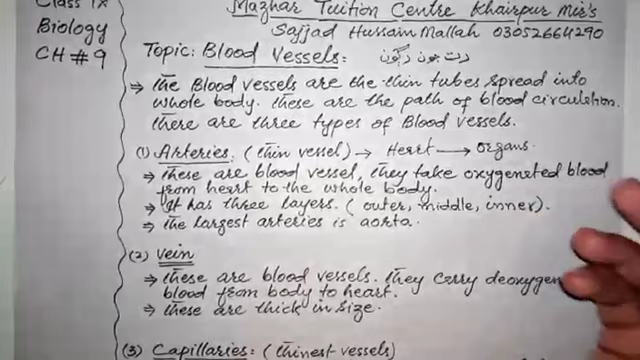 Class IX
Biology
CH # 9
Mazhar Tuition Centre Khairpur Mir's
Sajjad Hussain Mallah 03052664290
Topic: Blood Vessels:
⇒ The Blood vessels are the thin tubes spread into
whole body. These are the path of blood circulation.
There are three types of Blood vessels.
(1) Arteries: (thin vessel) → Heart → organs.
⇒ These are blood vessel, they take oxygeneted blood
from heart to the whole body.
⇒ It has three layers. (outer, middle, inner).
⇒ The largest arteries is aorta.
(2) Vein
⇒ These are blood vessels. They carry deoxygen
blood from body to heart.
⇒ These are thick in size.
(3) Capillaries: (thinest vessels)